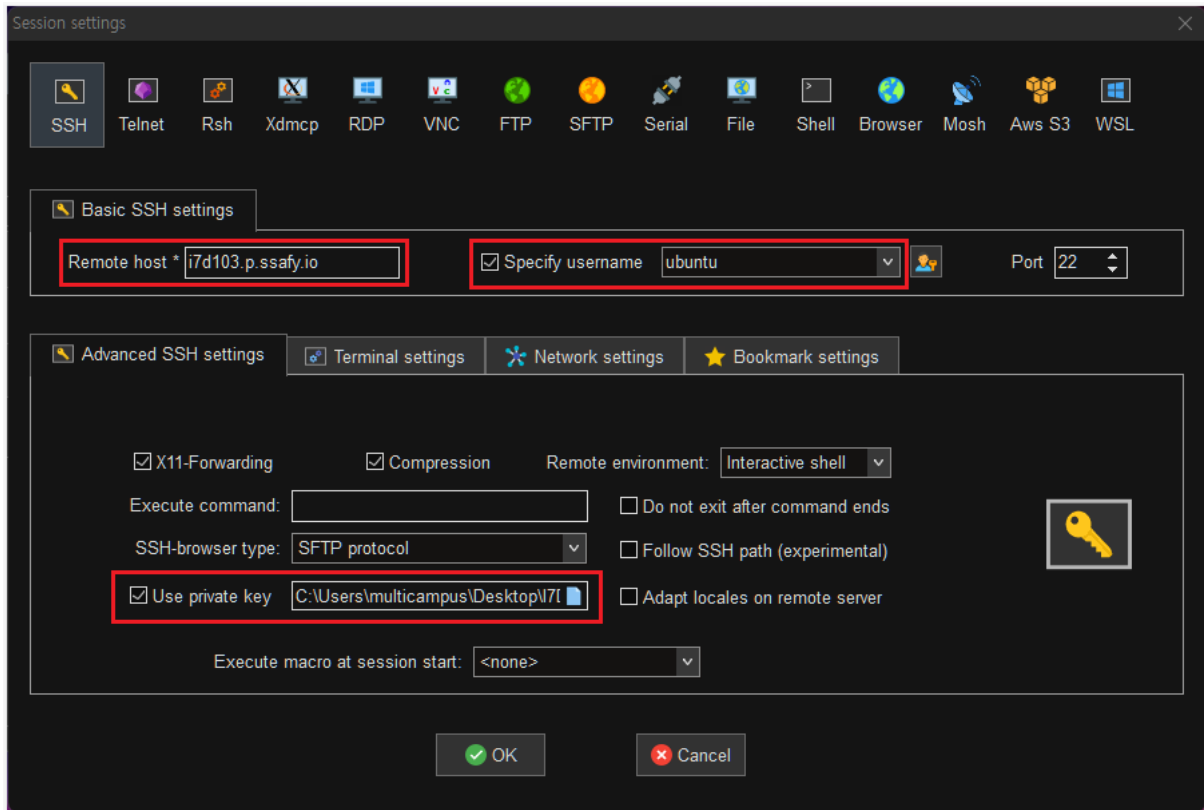 Session settings
SSH Telnet Rsh Xdmcp RDP VNC FTP SFTP Serial File Shell Browser Mosh Aws S3 WSL
Basic SSH settings
Remote host * i7d103.p.ssafy.io Specify username ubuntu Port 22
Advanced SSH settings Terminal settings Network settings Bookmark settings
X11-Forwarding Compression Remote environment: Interactive shell
Execute command: Do not exit after command ends
SSH-browser type: SFTP protocol Follow SSH path (experimental)
Use private key C:\Users\multicampus\Desktop\I7 Adapt locales on remote server
Execute macro at session start: <none>
OK Cancel